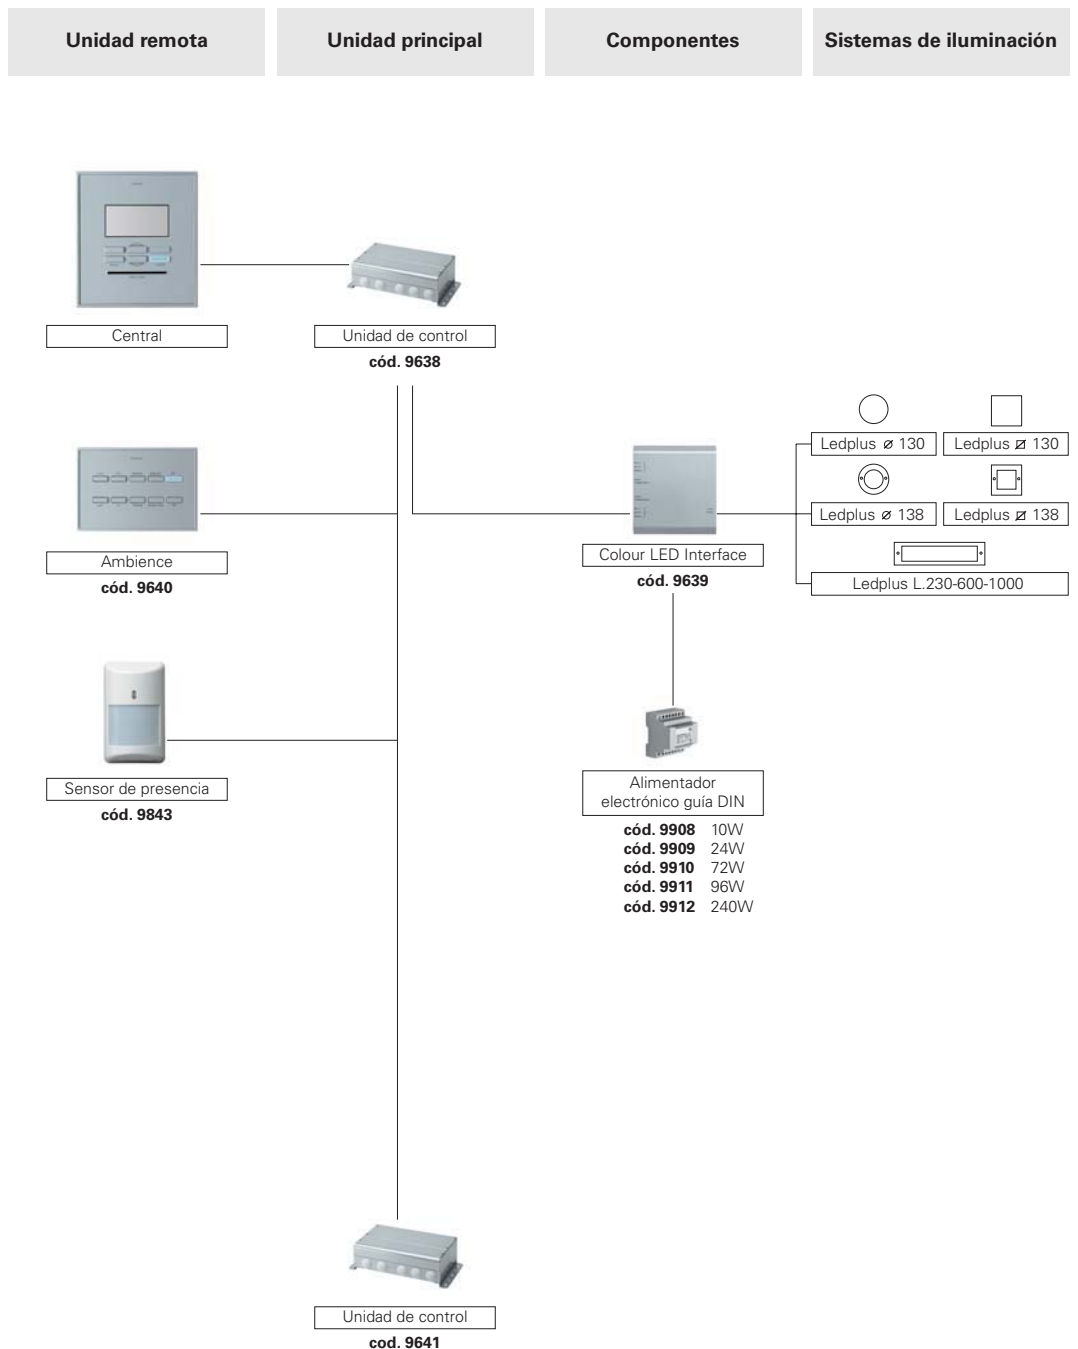 Unidad remota
Unidad principal
Componentes
Sistemas de iluminación
Central
Unidad de control
cód. 9638
Ledplus ⌀ 130
Ledplus ⧄ 130
Ledplus ⌀ 138
Ledplus ⧄ 138
Ledplus L.230-600-1000
Ambience
cód. 9640
Colour LED Interface
cód. 9639
Sensor de presencia
cód. 9843
Alimentador
electrónico guía DIN
cód. 9908 10W
cód. 9909 24W
cód. 9910 72W
cód. 9911 96W
cód. 9912 240W
Unidad de control
cod. 9641